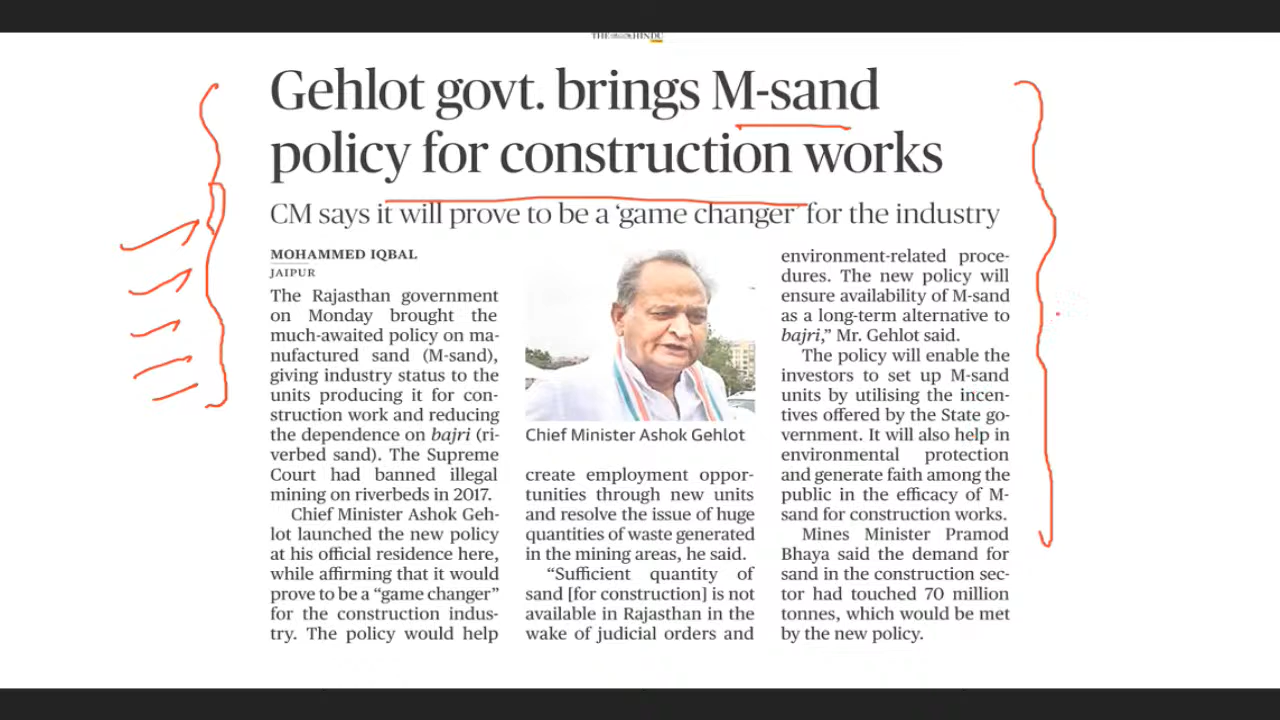 THE HINDU
Gehlot govt. brings M-sand
policy for construction works
CM says it will prove to be a ‘game changer’ for the industry
MOHAMMED IQBAL
JAIPUR
The Rajasthan government
on Monday brought the
much-awaited policy on ma-
nufactured sand (M-sand),
giving industry status to the
units producing it for con-
struction work and reducing
the dependence on bajri (ri-
verbed sand). The Supreme
Court had banned illegal
mining on riverbeds in 2017.
Chief Minister Ashok Geh-
lot launched the new policy
at his official residence here,
while affirming that it would
prove to be a “game changer”
for the construction indus-
try. The policy would help
Chief Minister Ashok Gehlot
create employment oppor-
tunities through new units
and resolve the issue of huge
quantities of waste generated
in the mining areas, he said.
“Sufficient quantity of
sand [for construction] is not
available in Rajasthan in the
wake of judicial orders and
environment-related proce-
dures. The new policy will
ensure availability of M-sand
as a long-term alternative to
bajri,” Mr. Gehlot said.
The policy will enable the
investors to set up M-sand
units by utilising the incen-
tives offered by the State go-
vernment. It will also help in
environmental protection
and generate faith among the
public in the efficacy of M-
sand for construction works.
Mines Minister Pramod
Bhaya said the demand for
sand in the construction sec-
tor had touched 70 million
tonnes, which would be met
by the new policy.